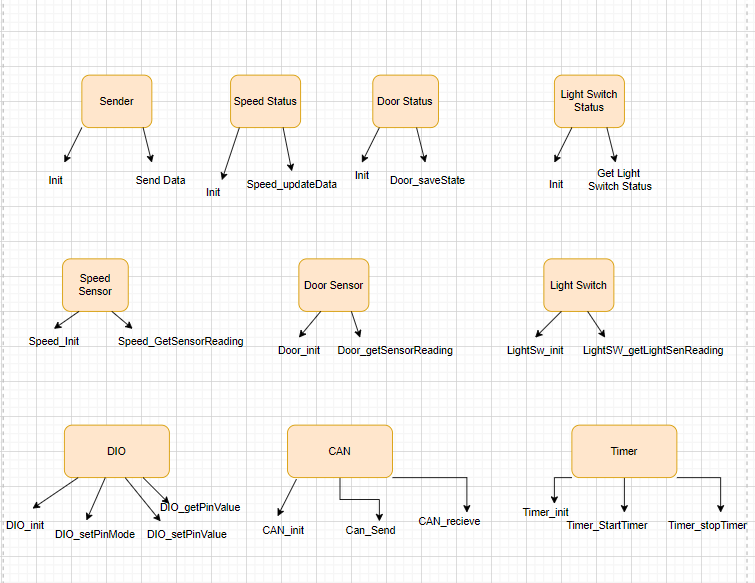 Sender
Speed Status
Door Status
Light Switch
Status
Init
Send Data
Init
Speed_updateData
Init
Door_saveState
Init
Get Light
Switch Status
Speed
Sensor
Door Sensor
Light Switch
Speed_Init
Speed_GetSensorReading
Door_init
Door_getSensorReading
LightSw_init
LightSW_getLightSenReading
DIO
CAN
Timer
DIO_init
DIO_setPinMode
DIO_setPinValue
DIO_getPinValue
CAN_init
Can_Send
CAN_recieve
Timer_init
Timer_StartTimer
Timer_stopTimer